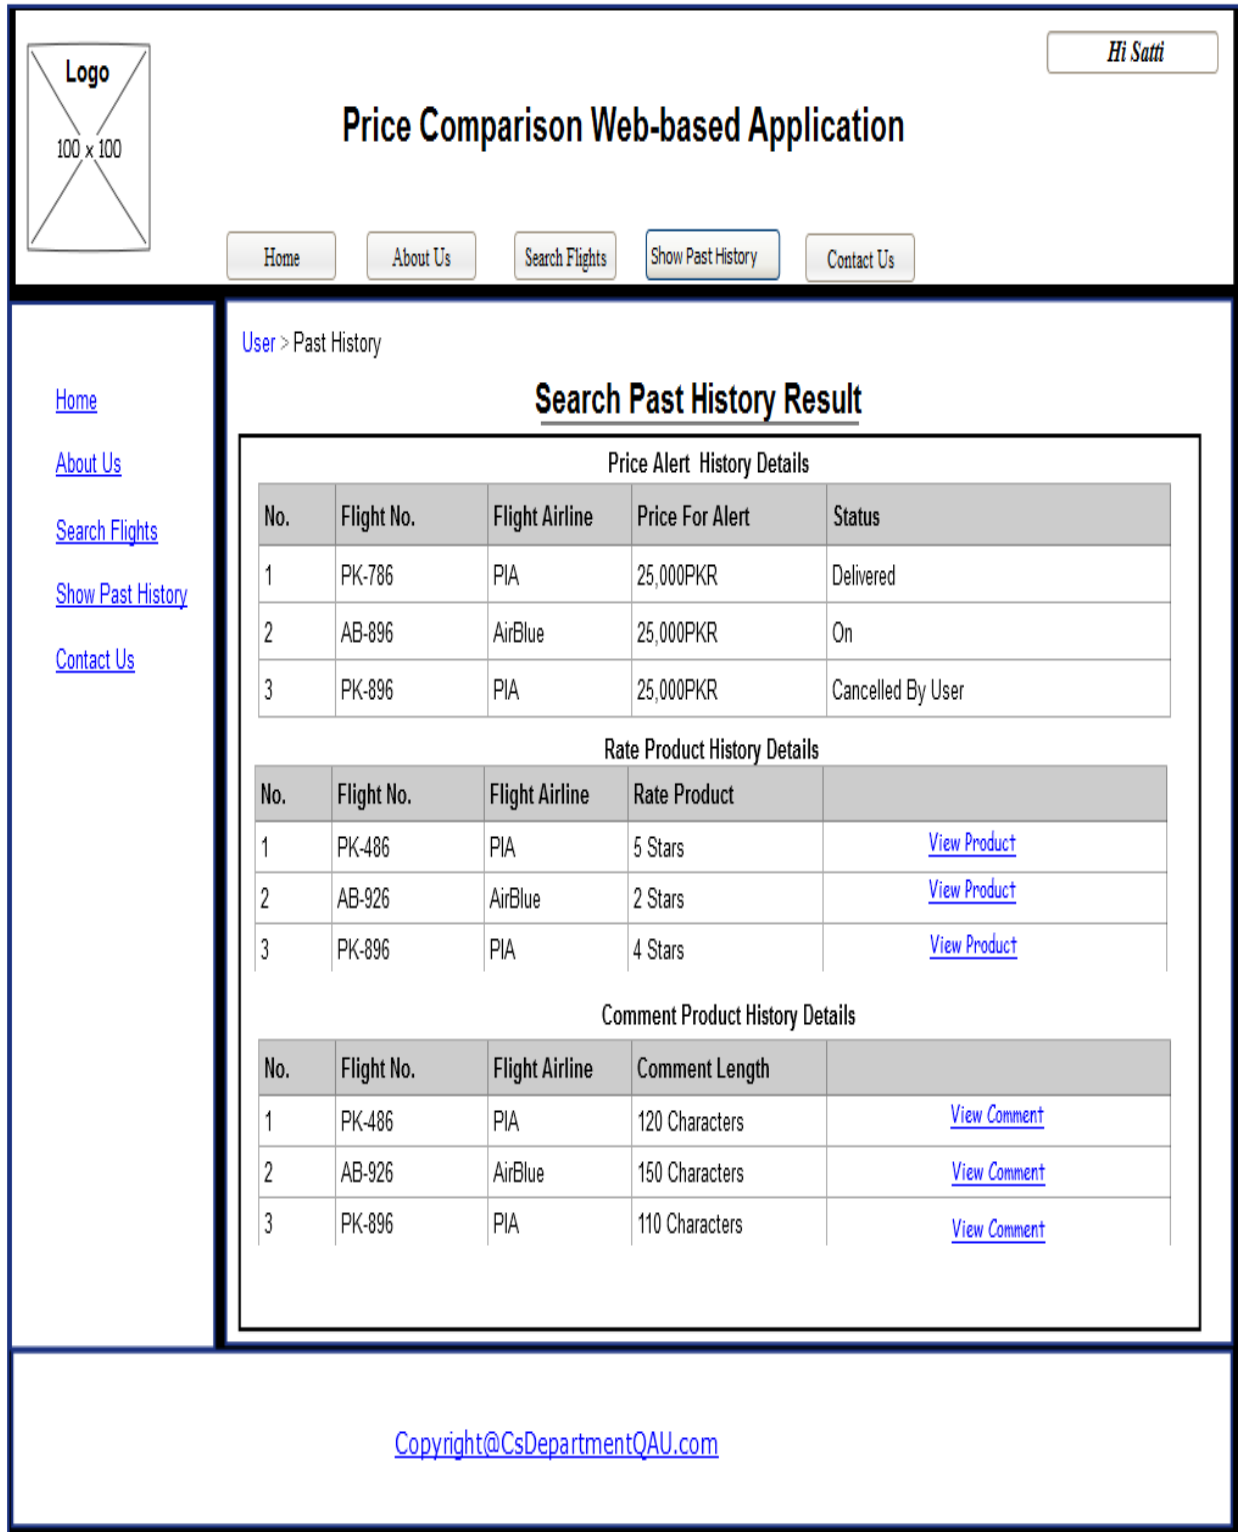 Hi Satti
Logo
100 x 100
Price Comparison Web-based Application
Home About Us Search Flights Show Past History Contact Us
Home
About Us
Search Flights
Show Past History
Contact Us
User > Past History
Search Past History Result
Price Alert History Details
No. Flight No. Flight Airline Price For Alert Status
1 PK-786 PIA 25,000PKR Delivered
2 AB-896 AirBlue 25,000PKR On
3 PK-896 PIA 25,000PKR Cancelled By User
Rate Product History Details
No. Flight No. Flight Airline Rate Product
1 PK-486 PIA 5 Stars View Product
2 AB-926 AirBlue 2 Stars View Product
3 PK-896 PIA 4 Stars View Product
Comment Product History Details
No. Flight No. Flight Airline Comment Length
1 PK-486 PIA 120 Characters View Comment
2 AB-926 AirBlue 150 Characters View Comment
3 PK-896 PIA 110 Characters View Comment
Copyright@CsDepartmentQAU.com